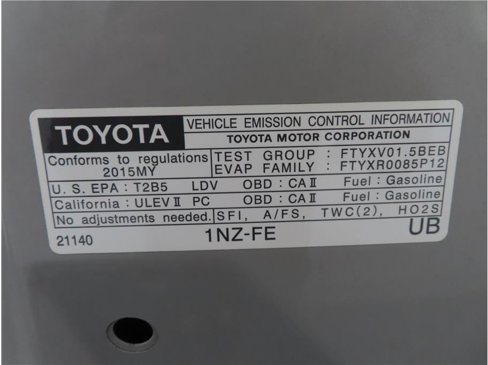 TOYOTA
VEHICLE EMISSION CONTROL INFORMATION
TOYOTA MOTOR CORPORATION
Conforms to regulations
2015MY
TEST GROUP : FTYXV01.5BEB
EVAP FAMILY : FTYXR0085P12
U.S. EPA : T2B5 LDV OBD : CAⅡ Fuel : Gasoline
California : ULEVⅡ PC OBD : CAⅡ Fuel : Gasoline
No adjustments needed. SFI, A/FS, TWC(2), HO2S
21140 1NZ-FE UB